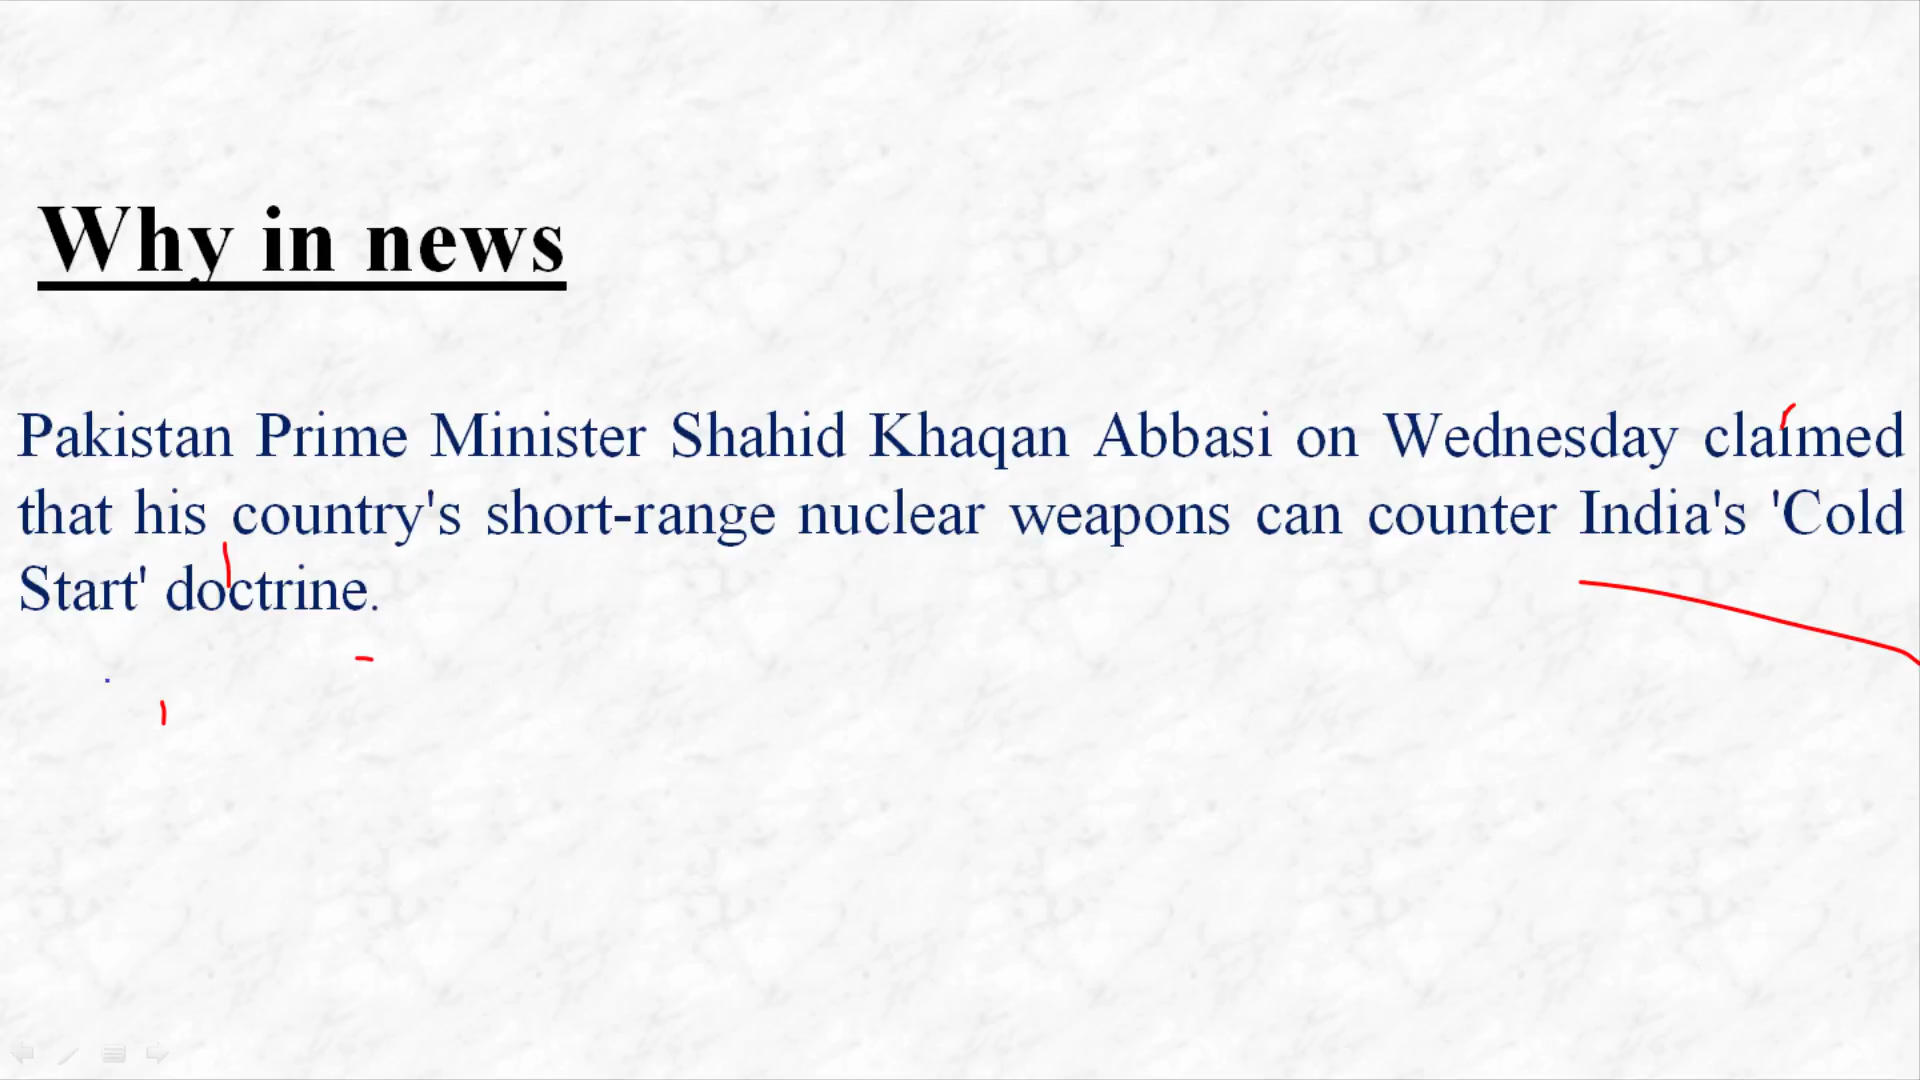 Why in news
Pakistan Prime Minister Shahid Khaqan Abbasi on Wednesday claimed
that his country's short-range nuclear weapons can counter India's 'Cold
Start' doctrine.